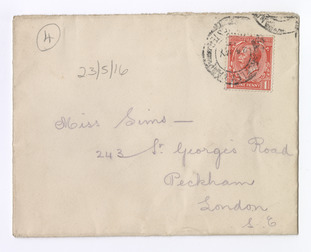 4
23/5/16
Miss Sims —
243 St Georges Road
Peckham
London
S.E